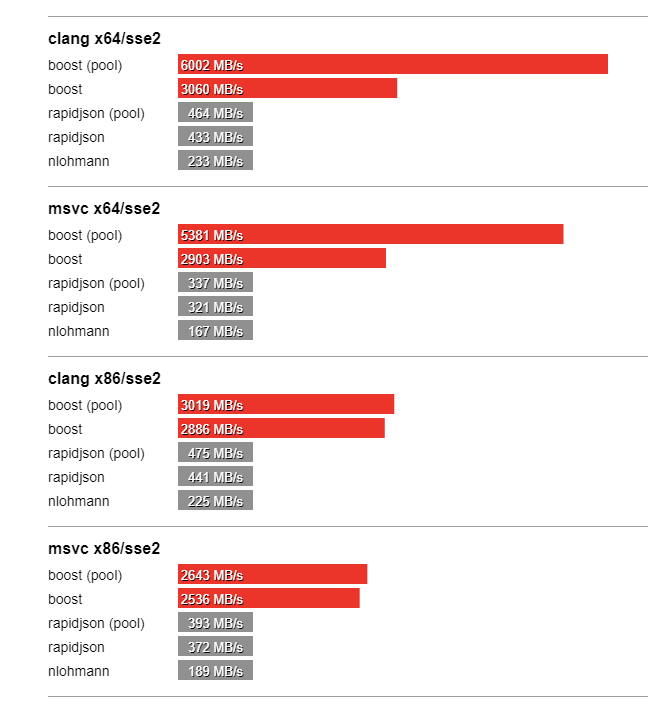 clang x64/sse2
boost (pool) 6002 MB/s
boost 3060 MB/s
rapidjson (pool) 464 MB/s
rapidjson 433 MB/s
nlohmann 233 MB/s
msvc x64/sse2
boost (pool) 5381 MB/s
boost 2903 MB/s
rapidjson (pool) 337 MB/s
rapidjson 321 MB/s
nlohmann 167 MB/s
clang x86/sse2
boost (pool) 3019 MB/s
boost 2886 MB/s
rapidjson (pool) 475 MB/s
rapidjson 441 MB/s
nlohmann 225 MB/s
msvc x86/sse2
boost (pool) 2643 MB/s
boost 2536 MB/s
rapidjson (pool) 393 MB/s
rapidjson 372 MB/s
nlohmann 189 MB/s